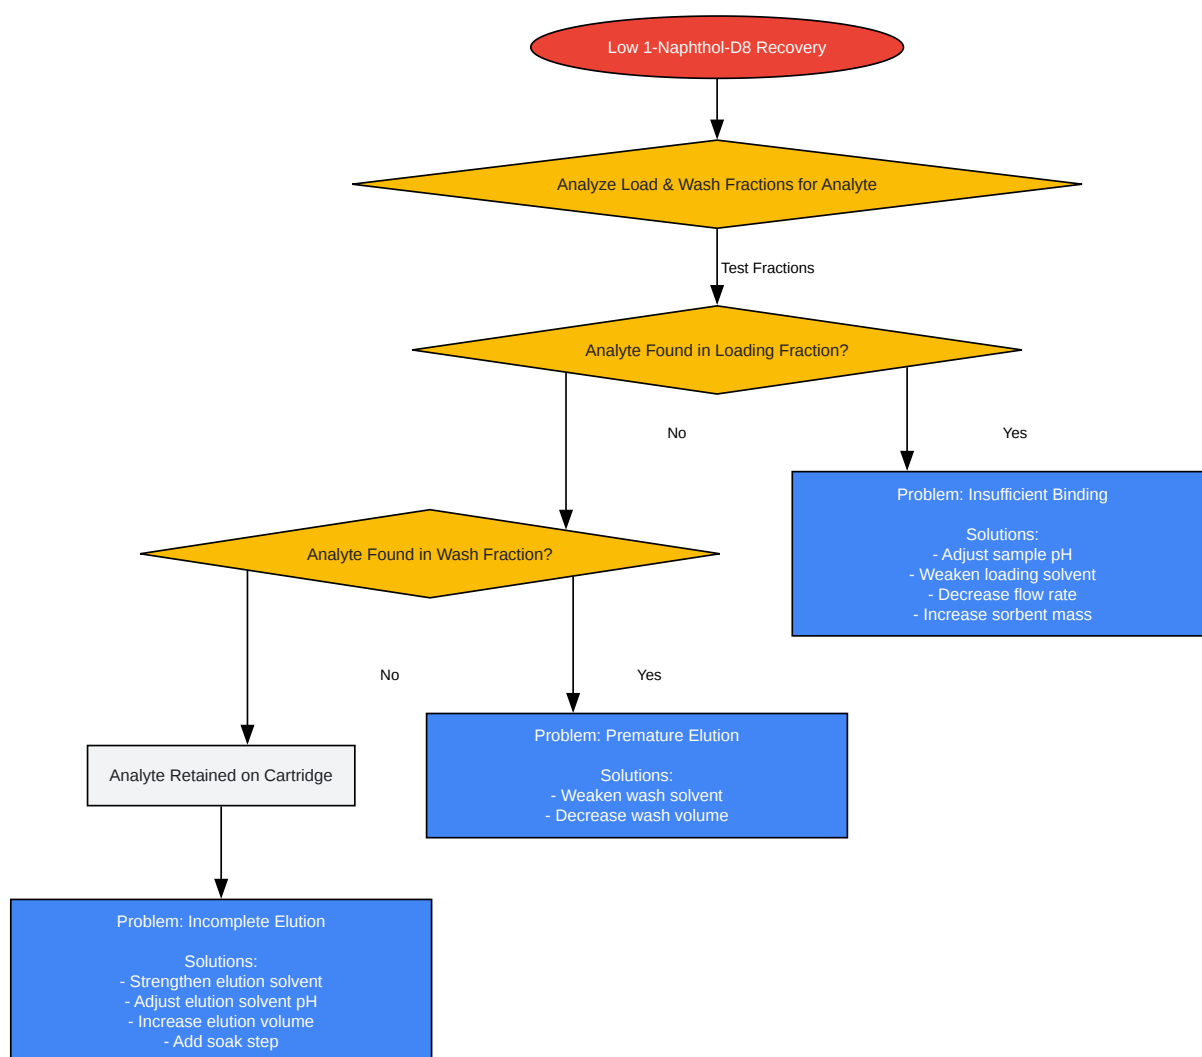 Low 1-Naphthol-D8 Recovery
Analyze Load & Wash Fractions for Analyte
Test Fractions
Analyte Found in Loading Fraction?
No
Yes
Problem: Insufficient Binding
Solutions:
- Adjust sample pH
- Weaken loading solvent
- Decrease flow rate
- Increase sorbent mass
Analyte Found in Wash Fraction?
No
Yes
Problem: Premature Elution
Solutions:
- Weaken wash solvent
- Decrease wash volume
Analyte Retained on Cartridge
Problem: Incomplete Elution
Solutions:
- Strengthen elution solvent
- Adjust elution solvent pH
- Increase elution volume
- Add soak step